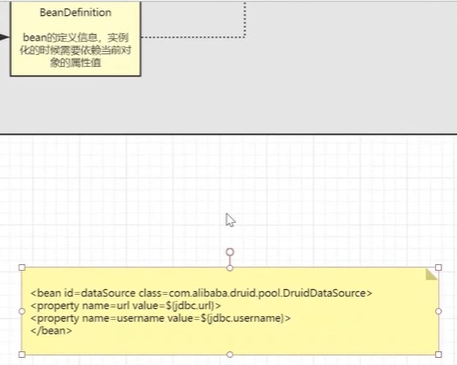 BeanDefinition
bean的定义信息，实例
化的时候需要依赖当前对
象的属性值
<bean id=dataSource class=com.alibaba.druid.pool.DruidDataSource>
<property name=url value=${jdbc.url}>
<property name=username value=${jdbc.username}>
</bean>